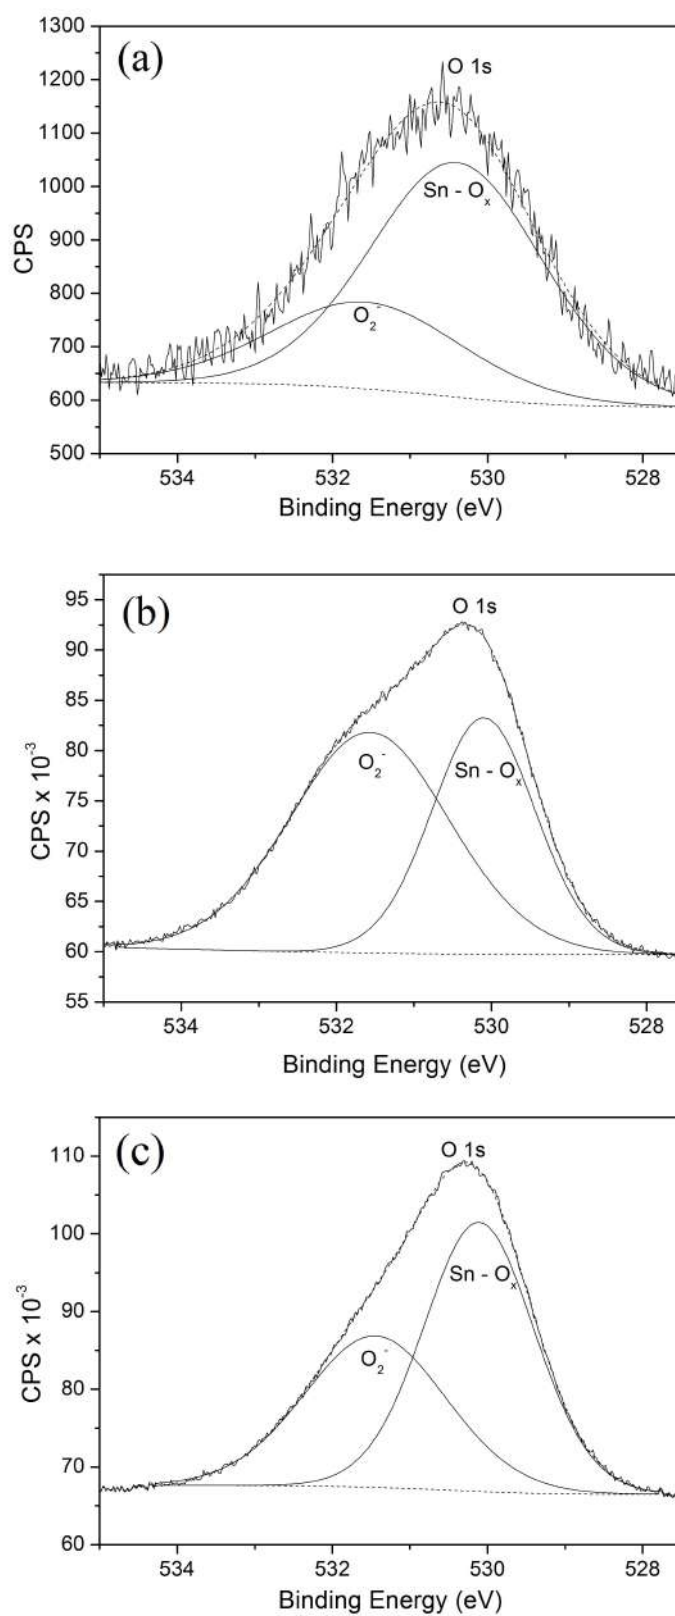 (a)
O 1s
Sn - Oₓ
O₂⁻
1300
1200
1100
1000
900
800
700
600
500
CPS
534 532 530 528
Binding Energy (eV)
(b)
O 1s
O₂⁻
Sn - Oₓ
95
90
85
80
75
70
65
60
55
CPS x 10⁻³
534 532 530 528
Binding Energy (eV)
(c)
O 1s
Sn - Oₓ
O₂⁻
110
100
90
80
70
60
CPS x 10⁻³
534 532 530 528
Binding Energy (eV)